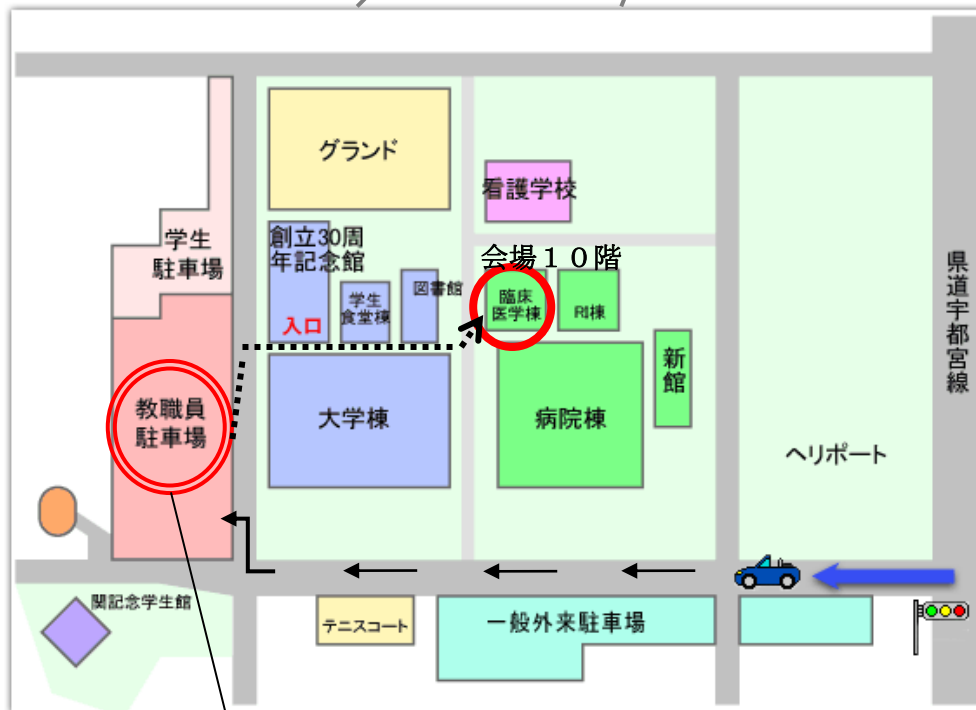 グランド
看護学校
学生
駐車場
創立30周
年記念館
入口
学生
食堂棟
図書館
会場１０階
臨床
医学棟
RI棟
新館
県道宇都宮線
教職員
駐車場
大学棟
病院棟
ヘリポート
関記念学生館
テニスコート
一般外来駐車場